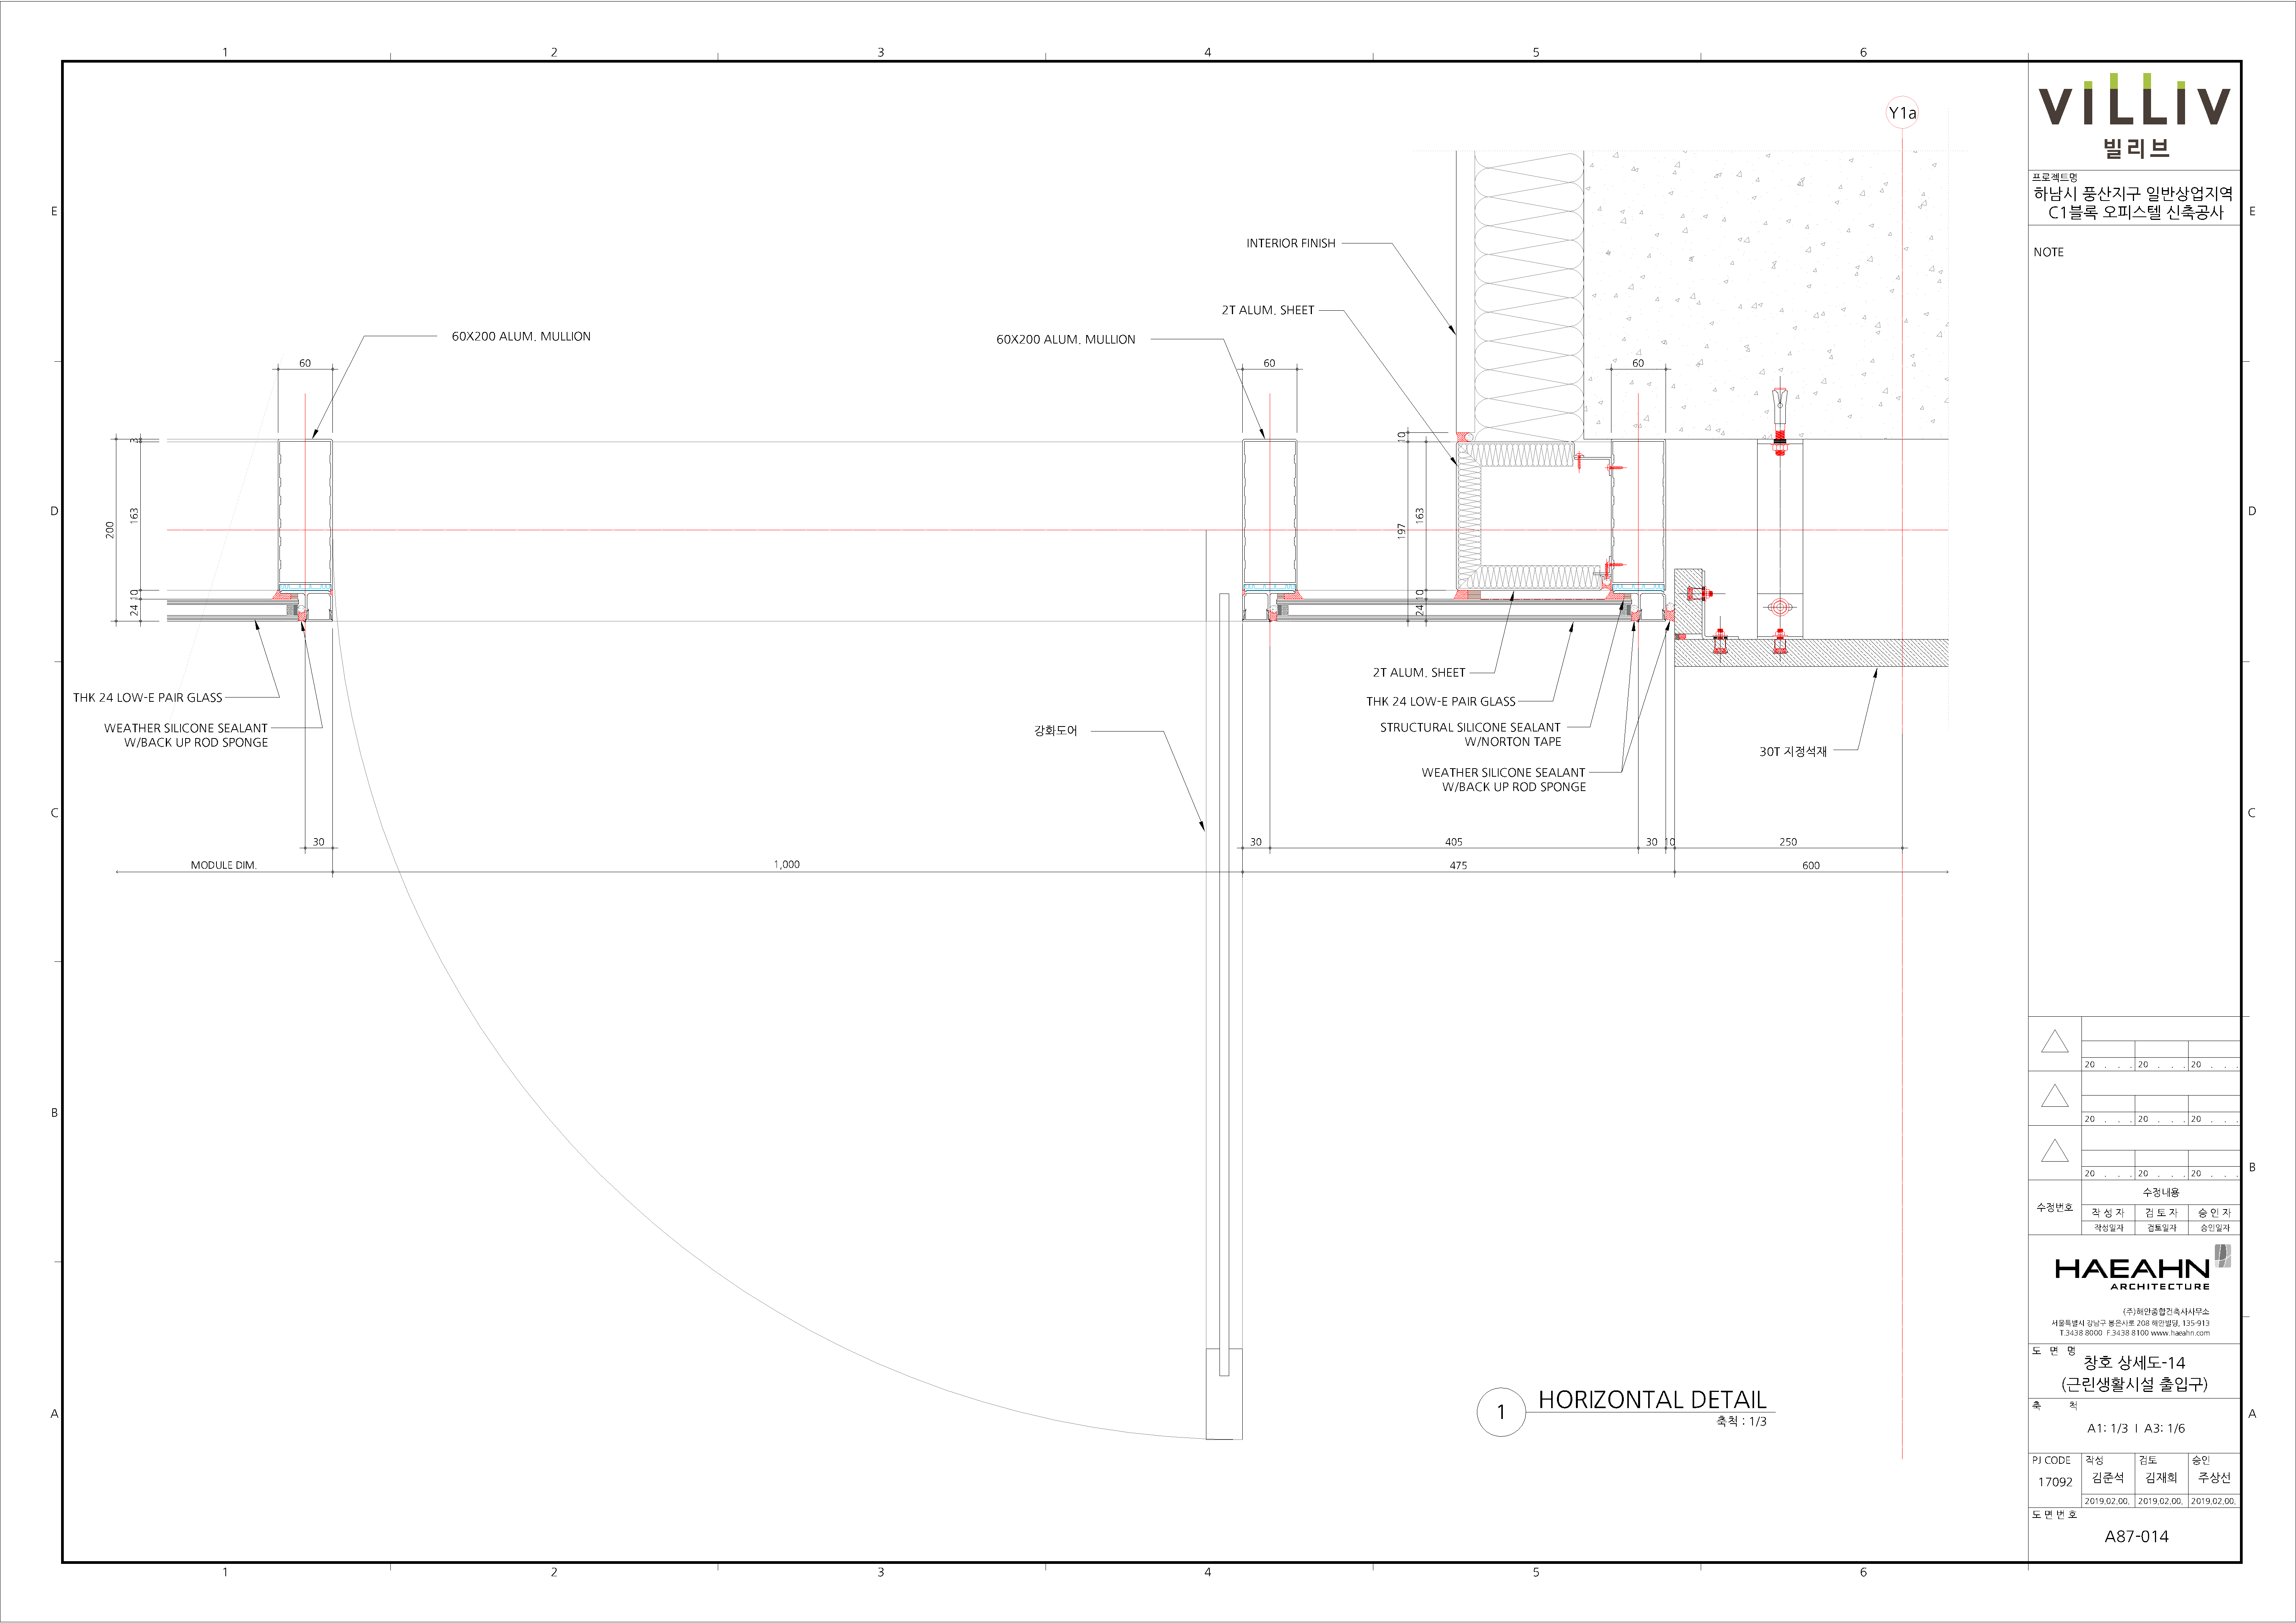 1
2
3
4
5
6
E
D
C
B
A
Y1a
INTERIOR FINISH
2T ALUM. SHEET
60X200 ALUM. MULLION
60X200 ALUM. MULLION
60
60
60
3
163
200
10
24
10
163
197
10
24
THK 24 LOW-E PAIR GLASS
WEATHER SILICONE SEALANT
W/BACK UP ROD SPONGE
강화도어
2T ALUM. SHEET
THK 24 LOW-E PAIR GLASS
STRUCTURAL SILICONE SEALANT
W/NORTON TAPE
WEATHER SILICONE SEALANT
W/BACK UP ROD SPONGE
30T 지정석재
30
30
405
30
10
250
MODULE DIM.
1,000
475
600
1
HORIZONTAL DETAIL
축척 : 1/3
1
2
3
4
5
6
VILLIV
빌리브
프로젝트명
하남시 풍산지구 일반상업지역
C1블록 오피스텔 신축공사
NOTE
E
D
C
B
A
20 . . . 20 . . . 20 . . .
20 . . . 20 . . . 20 . . .
20 . . . 20 . . . 20 . . .
수정번호
수정내용
작 성 자 검 토 자 승 인 자
작성일자 검토일자 승인일자
HAEAHN
ARCHITECTURE
(주)해안종합건축사사무소
서울특별시 강남구 봉은사로 208 해안빌딩, 135-913
T.3438 8000 F.3438 8100 www.haeahn.com
도 면 명
창호 상세도-14
(근린생활시설 출입구)
축 척
A1: 1/3 I A3: 1/6
PJ CODE 작성 검토 승인
17092 김준석 김재희 주상선
2019.02.00. 2019.02.00. 2019.02.00.
도 면 번 호
A87-014